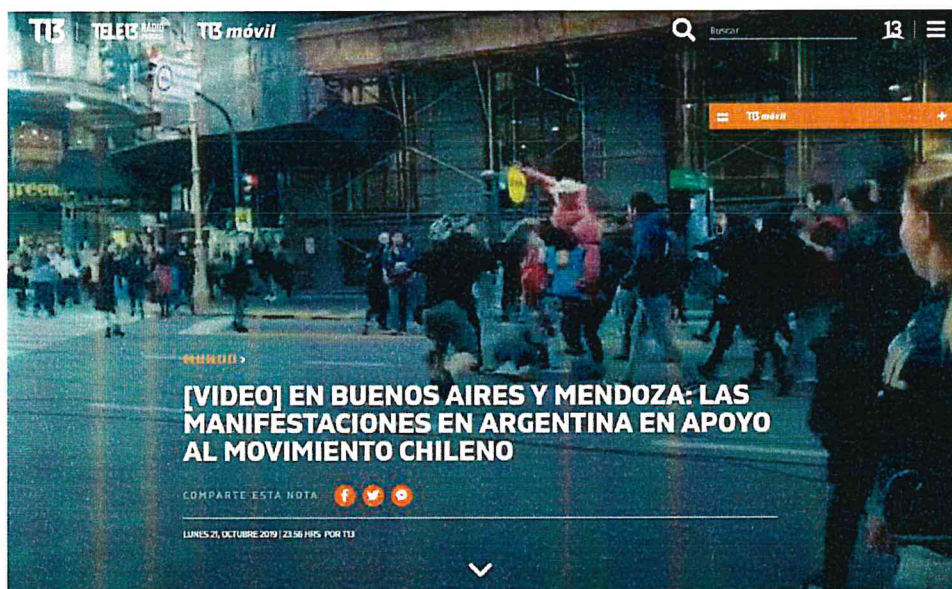 T13 | TELE13 RADIO | T13 móvil
Buscar
13
T13 móvil
green
MUNDO >
[VIDEO] EN BUENOS AIRES Y MENDOZA: LAS
MANIFESTACIONES EN ARGENTINA EN APOYO
AL MOVIMIENTO CHILENO
COMPARTE ESTA NOTA
LUNES 21, OCTUBRE 2019 | 23:56 HRS POR T13